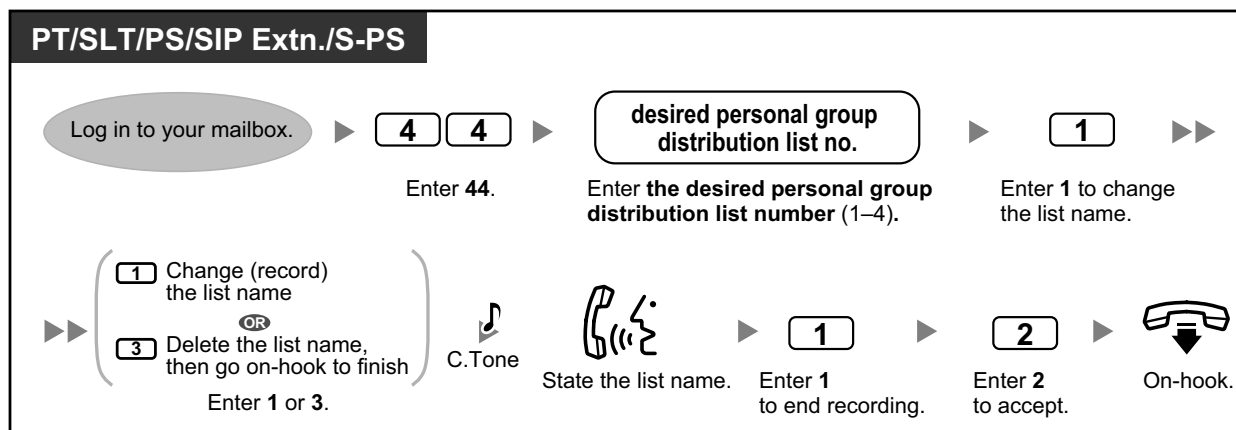 PT/SLT/PS/SIP Extn./S-PS
Log in to your mailbox.
4 4
desired personal group
distribution list no.
1
Enter 44.
Enter the desired personal group
distribution list number (1–4).
Enter 1 to change
the list name.
1 Change (record)
the list name
OR
3 Delete the list name,
then go on-hook to finish
Enter 1 or 3.
C.Tone
State the list name.
1
Enter 1
to end recording.
2
Enter 2
to accept.
On-hook.